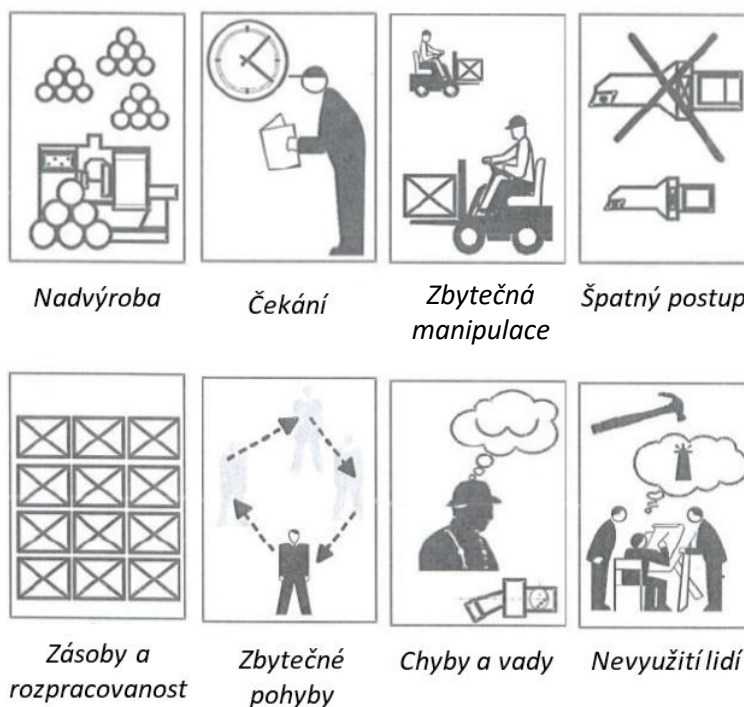 Nadvýroba
Čekání
Zbytečná
manipulace
Špatný postup
Zásoby a
rozpracovanost
Zbytečné
pohyby
Chyby a vady
Nevyužití lidí